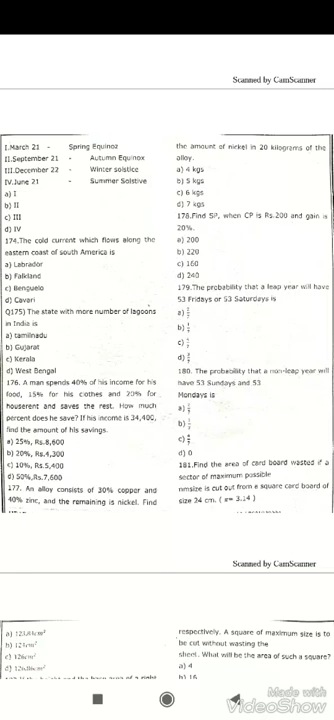 Scanned by CamScanner
I.March 21 - Spring Equinoz
II.September 21 - Autumn Equinox
III.December 22 - Winter solstice
IV.June 21 - Summer Solstive
a) I
b) II
c) III
d) IV
174.The cold current which flows along the
eastern coast of south America is
a) Labrador
b) Falkland
c) Benguelo
d) Cavari
Q175) The state with more number of lagoons
in India is
a) tamilnadu
b) Gujarat
c) Kerala
d) West Bengal
176. A man spends 40% of his income for his
food, 15% for his clothes and 20% for
houserent and saves the rest. How much
percent does he save? If his income is 34,400,
find the amount of his savings.
a) 25%, Rs.8,600
b) 20%, Rs.4,300
c) 10%, Rs.5,400
d) 50%,Rs.7,600
177. An alloy consists of 30% copper and
40% zinc, and the remaining is nickel. Find
the amount of nickel in 20 kilograms of the
alloy.
a) 4 kgs
b) 5 kgs
c) 6 kgs
d) 7 kgs
178.Find SP, when CP is Rs.200 and gain is
20%.
a) 200
b) 220
c) 160
d) 240
179.The probability that a leap year will have
53 Fridays or 53 Saturdays is
a)
b)
c)
d)
180. The probability that a non-leap year will
have 53 Sundays and 53
Mondays is
a)
b)
c)
d) 0
181.Find the area of card board wasted if a
sector of maximum possible
is cut out from a square card board of
size 24 cm. ( π= 3.14 )
Scanned by CamScanner
b) 124cm²
c) 126cm²
respectively. A square of maximum size is to
be cut without wasting the
sheet. What will be the area of such a square?
a) 4
b) 16
Made with
VideoShow